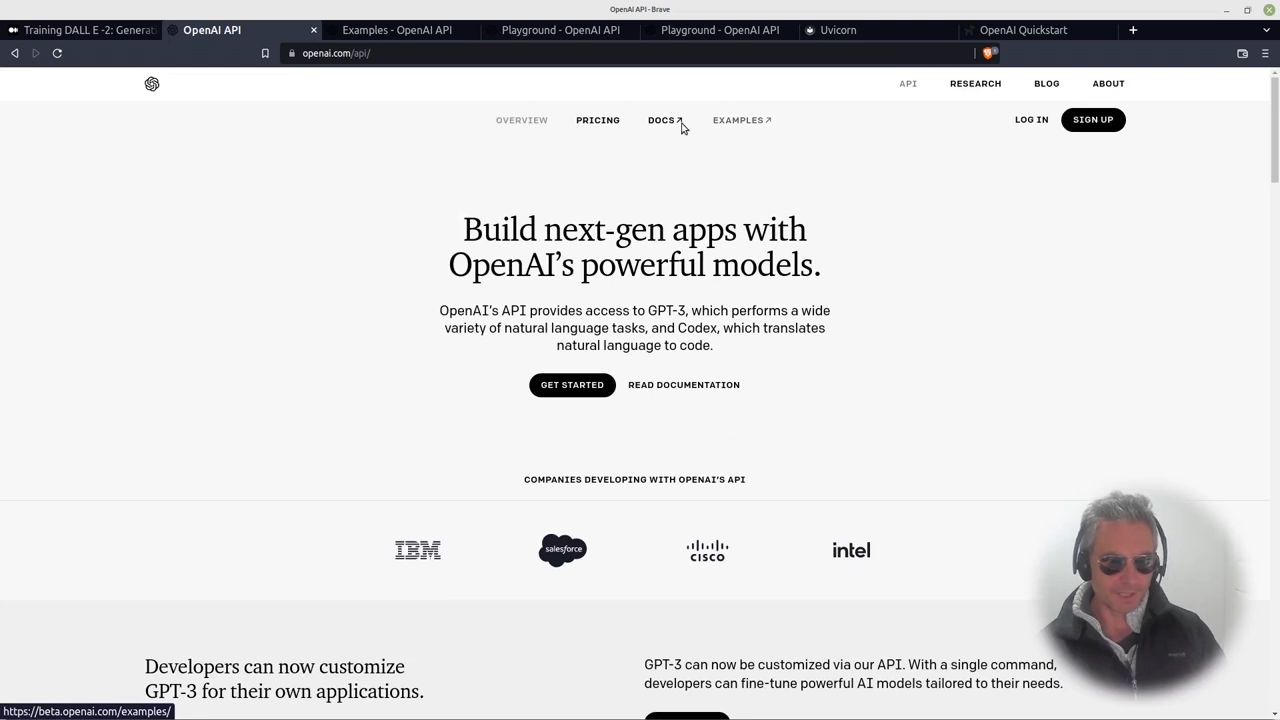 OpenAI API - Brave
Training DALL E -2: Generat
OpenAI API
Examples - OpenAI API
Playground - OpenAI API
Playground - OpenAI API
Uvicorn
OpenAI Quickstart
openai.com/api/
API
RESEARCH
BLOG
ABOUT
OVERVIEW
PRICING
DOCS↗
EXAMPLES↗
LOG IN
SIGN UP
Build next-gen apps with
OpenAI’s powerful models.
OpenAI’s API provides access to GPT-3, which performs a wide
variety of natural language tasks, and Codex, which translates
natural language to code.
GET STARTED
READ DOCUMENTATION
COMPANIES DEVELOPING WITH OPENAI’S API
IBM
salesforce
CISCO
intel
Developers can now customize
GPT-3 for their own applications.
GPT-3 can now be customized via our API. With a single command,
developers can fine-tune powerful AI models tailored to their needs.
https://beta.openai.com/examples/